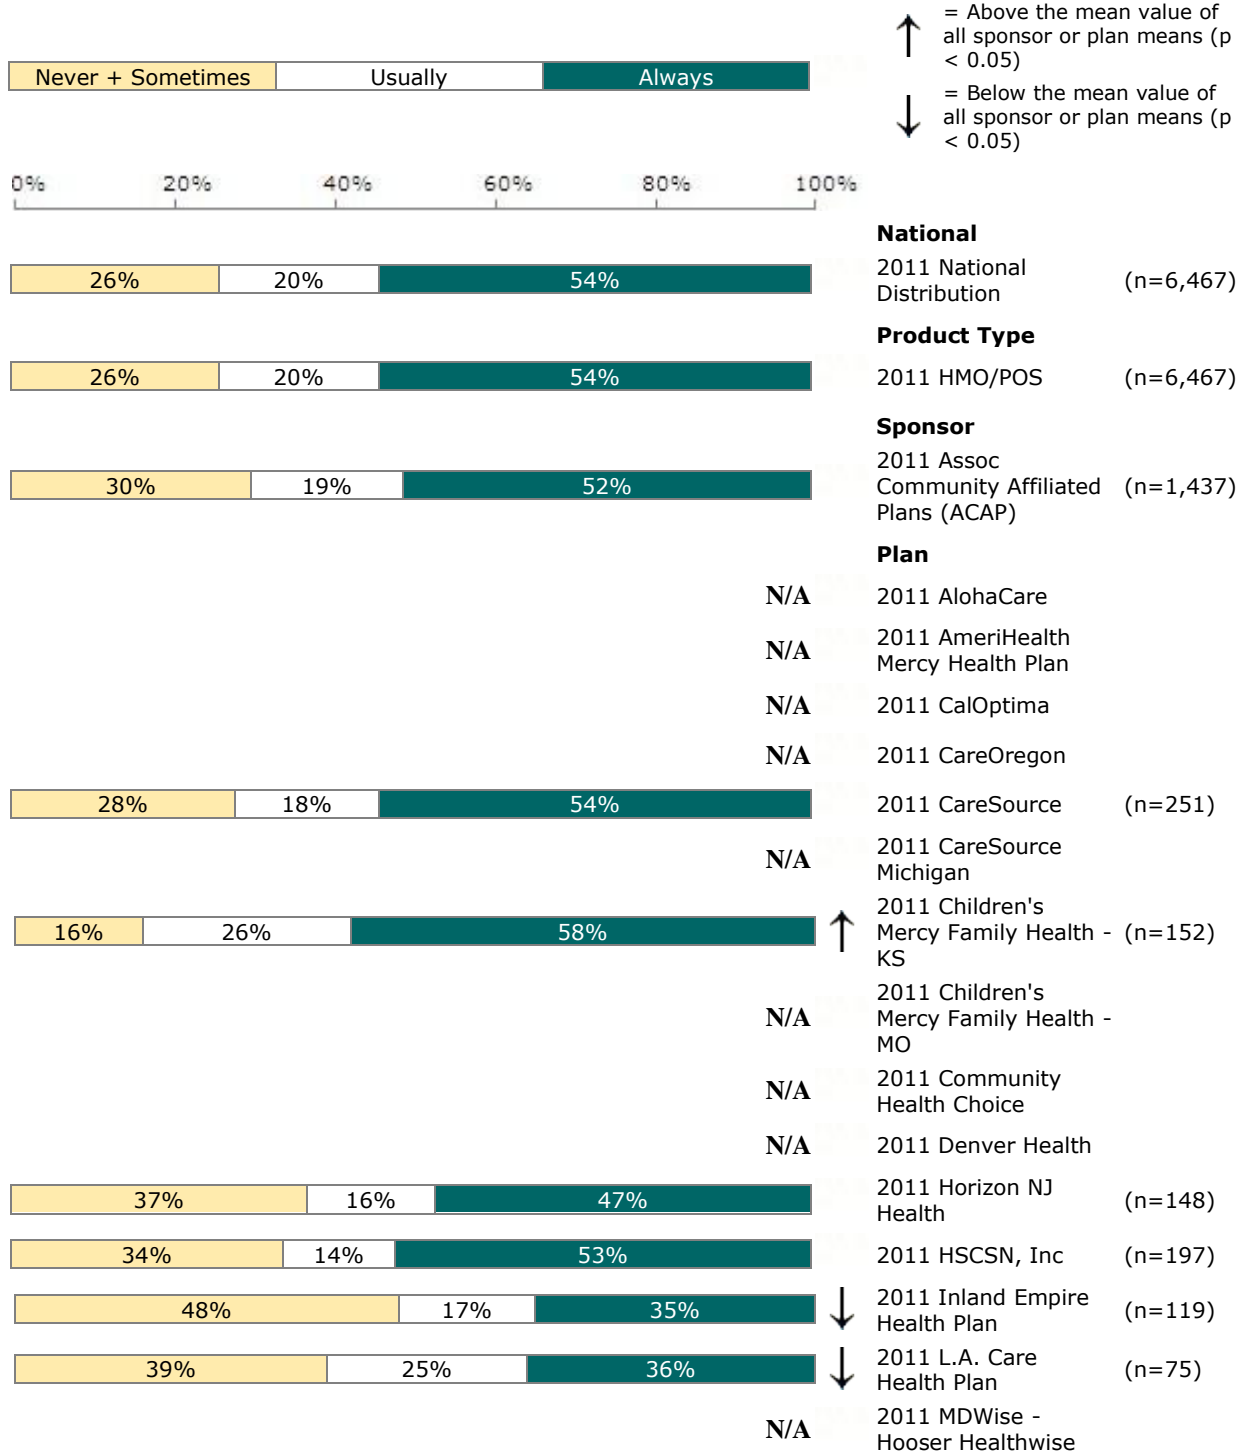 Never + Sometimes Usually Always
= Above the mean value of
all sponsor or plan means (p
< 0.05)
= Below the mean value of
all sponsor or plan means (p
< 0.05)
0% 20% 40% 60% 80% 100%
National
26% 20% 54%
2011 National
Distribution (n=6,467)
Product Type
26% 20% 54% 2011 HMO/POS (n=6,467)
Sponsor
30% 19% 52%
2011 Assoc
Community Affiliated (n=1,437)
Plans (ACAP)
Plan
N/A 2011 AlohaCare
N/A 2011 AmeriHealth
Mercy Health Plan
N/A 2011 CalOptima
N/A 2011 CareOregon
28% 18% 54% 2011 CareSource (n=251)
N/A 2011 CareSource
Michigan
16% 26% 58% ↑
2011 Children's
Mercy Family Health - (n=152)
KS
2011 Children's
N/A Mercy Family Health -
MO
N/A 2011 Community
Health Choice
N/A 2011 Denver Health
37% 16% 47% 2011 Horizon NJ
Health (n=148)
34% 14% 53% 2011 HSCSN, Inc (n=197)
48% 17% 35% ↓ 2011 Inland Empire
Health Plan (n=119)
39% 25% 36% ↓ 2011 L.A. Care
Health Plan (n=75)
N/A 2011 MDWise -
Hooser Healthwise